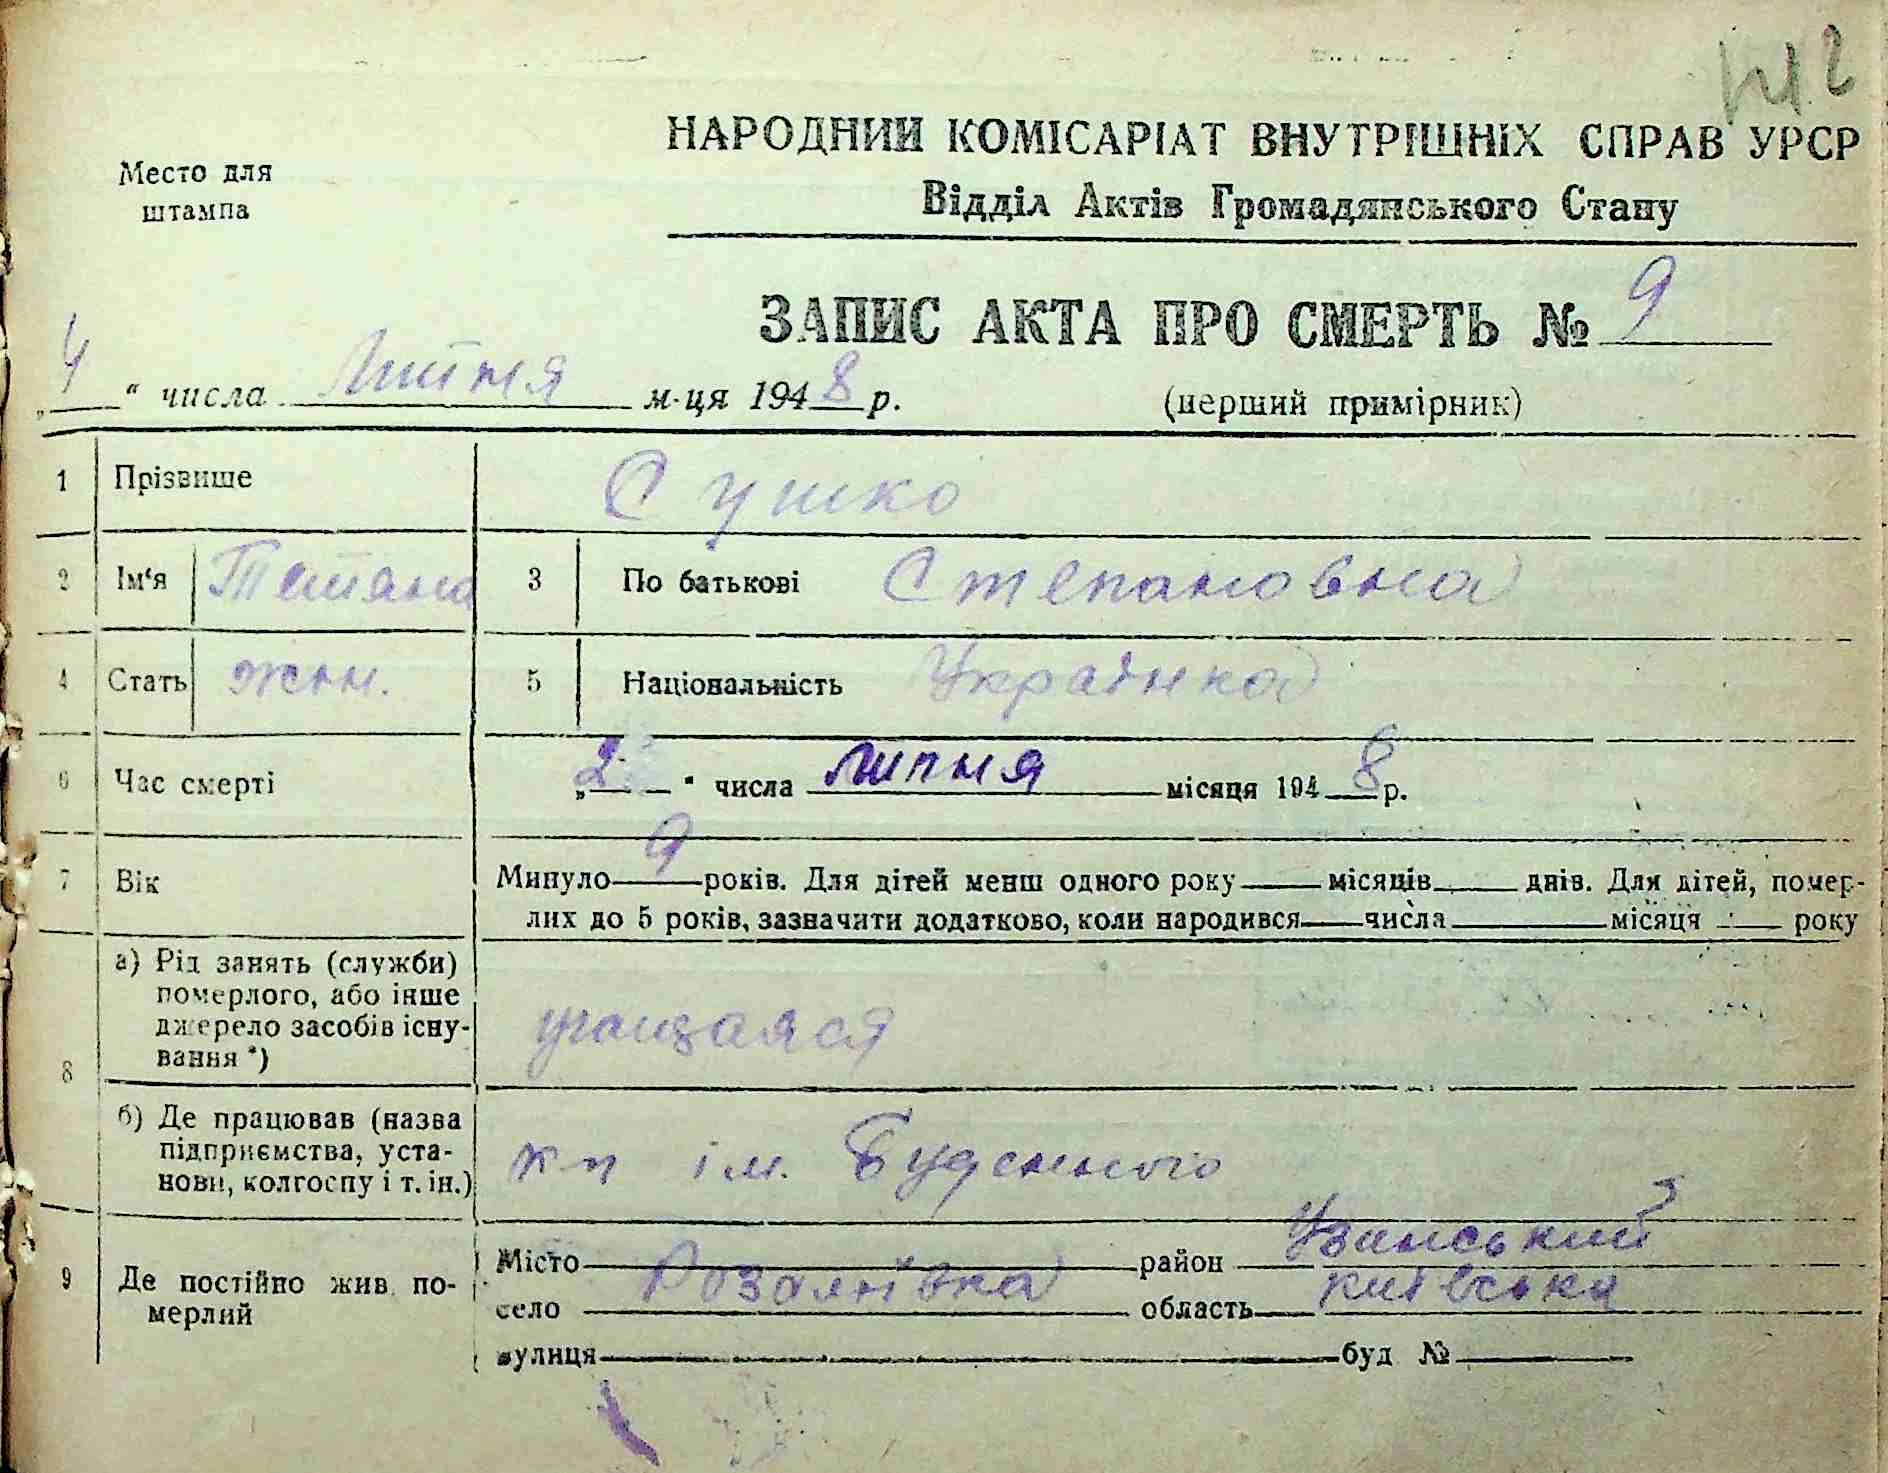 НАРОДНИЙ КОМІСАРІАТ ВНУТРІШНІХ СПРАВ УРСР
Место для штампа
Відділ Актів Громадянського Стану
ЗАПИС АКТА ПРО СМЕРТЬ № 9
„4“ числа Липня м-ця 1948 р.
(перший примірник)
1 Прізвище Сушко
2 Ім‘я Татяна 3 По батькові Степановна
4 Стать жін. 5 Національність Українка
6 Час смерті „2“ числа липня місяця 1948 р.
7 Вік Минуло 9 років. Для дітей менш одного року місяців днів. Для дітей, помер-
лих до 5 років, зазначити додатково, коли народився числа місяця року
8 а) Рід занять (служби)
померлого, або інше
джерело засобів існу-
вання *) учащаяся
б) Де працював (назва
підприємства, уста-
нови, колгоспу і т. ін.) к-п ім. Буденного
9 Де постійно жив по-
мерлий
Місто район
село Розаліївка область київська
вулиця буд №